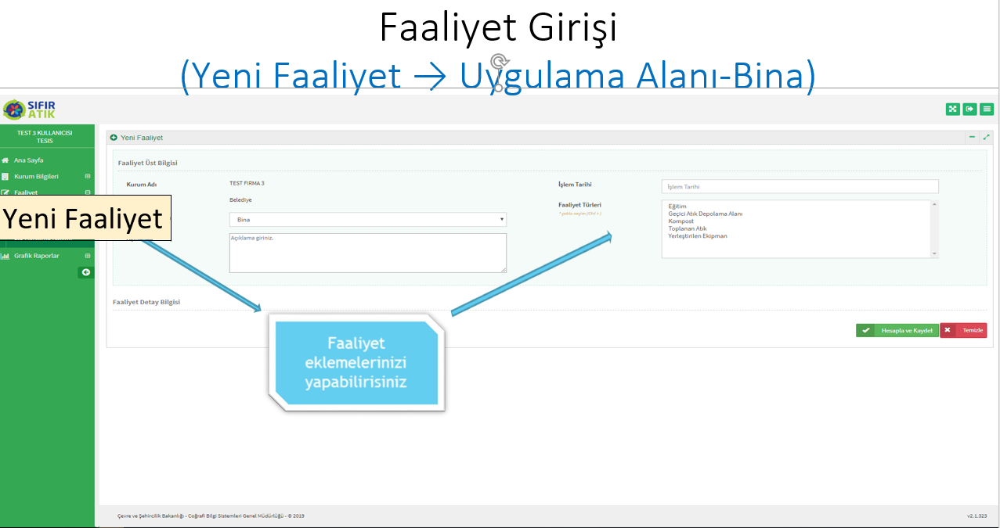 Faaliyet Girişi
(Yeni Faaliyet → Uygulama Alanı-Bina)
SIFIR
ATIK
TEST 3 KULLANICISI
TESIS
Yeni Faaliyet
Ana Sayfa
Faaliyet Üst Bilgisi
Kurum Bilgileri
Kurum Adı
TEST FIRMA 3
İşlem Tarihi
İşlem Tarihi
Faaliyet
Belediye
Faaliyet Türleri
* çoklu seçim (Ctrl + )
Eğitim
Geçici Atık Depolama Alanı
Kompost
Toplanan Atık
Yerleştirilen Ekipman
Yeni Faaliyet
Bina
Açıklama giriniz.
Grafik Raporlar
Faaliyet Detay Bilgisi
Hesapla ve Kaydet
Temizle
Faaliyet
eklemelerinizi
yapabilirisiniz
Çevre ve Şehircilik Bakanlığı - Coğrafi Bilgi Sistemleri Genel Müdürlüğü - © 2019
v2.1.323